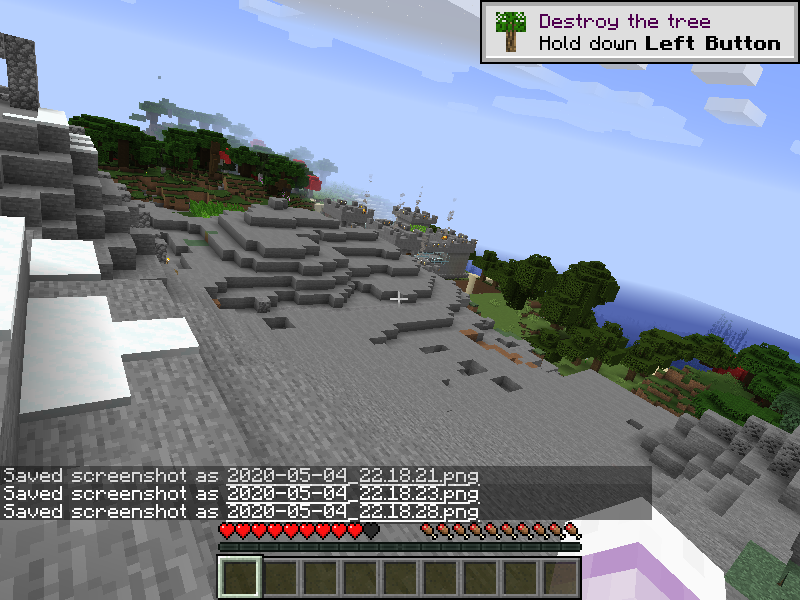 Destroy the tree
Hold down Left Button
Saved screenshot as 2020-05-04_22.18.21.png
Saved screenshot as 2020-05-04_22.18.23.png
Saved screenshot as 2020-05-04_22.18.28.png